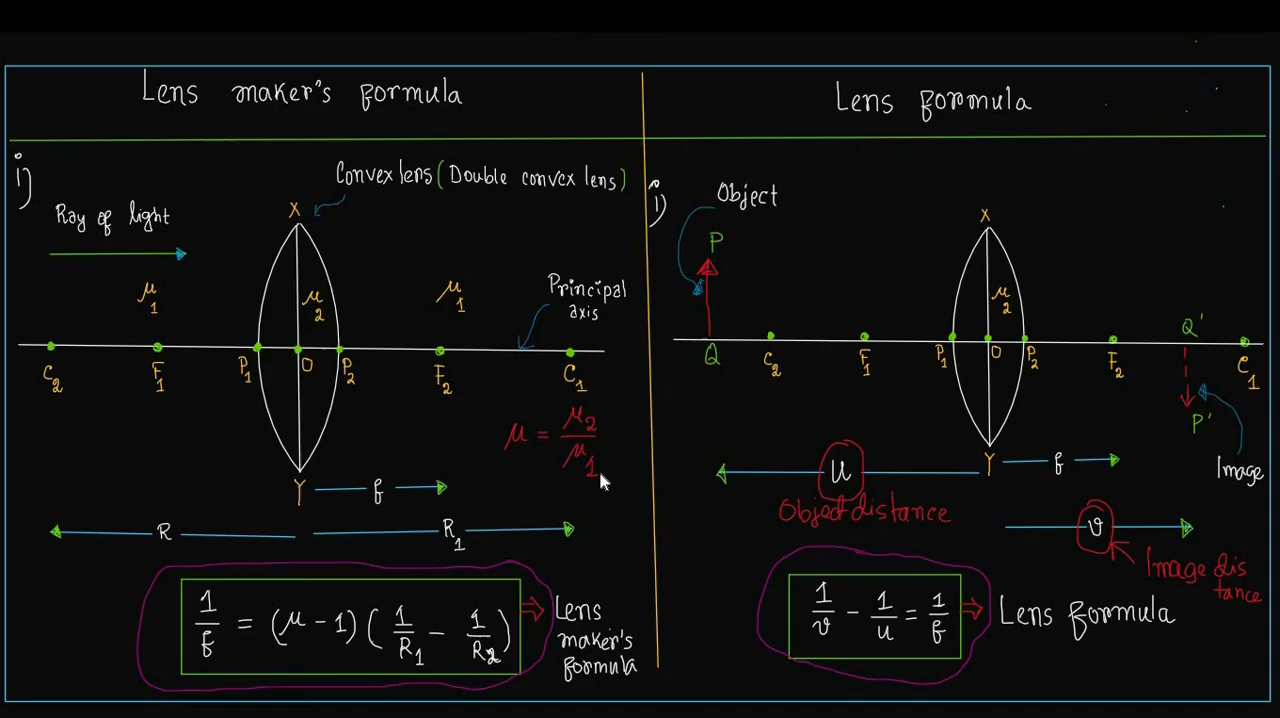 Lens maker's formula
i)
Convex lens (Double convex lens)
Ray of light
X
μ1
μ2
μ1
Principal axis
C2 F1 P1 O P2 F2 C1
μ = μ2/μ1
Y
f
R
R1
1/f = (μ - 1) (1/R1 - 1/R2)
Lens maker's formula
Lens formula
i)
Object
P
X
μ2
Q'
Q C2 F1 P1 O P2 F2 C1
P'
Y
f
Image
u
Object distance
v
Image distance
1/v - 1/u = 1/f
Lens formula